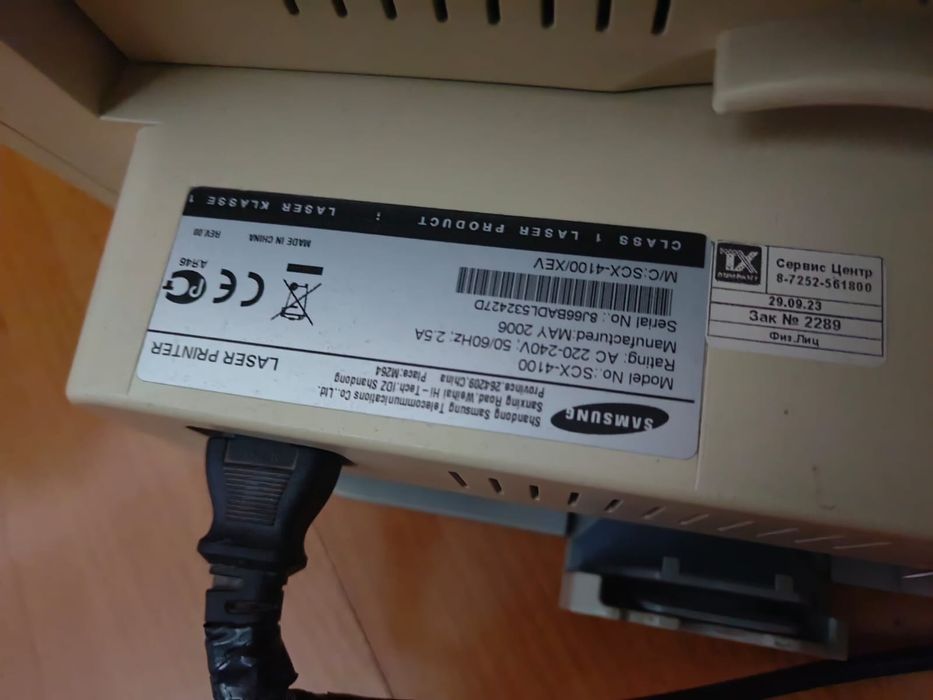 SAMSUNG
Shandong Samsung Telecommunications Co.,Ltd.
Sanxing Road,Weihai Hi - Tech.IDZ Shandong
Province,264209,China Place:M264
Model No.:SCX-4100
LASER PRINTER
Rating: AC 220-240V; 50/60Hz; 2.5A
Manufactured:MAY 2006
Serial No.: 8J66BADL532427D
M/C:SCX-4100/XEV
АЯ46
MADE IN CHINA
REV.00
CLASS 1 LASER PRODUCT ; LASER KLASSE 1
Сервис Центр
8-7252-561800
29.09.23
Зак № 2289
Физ.Лиц